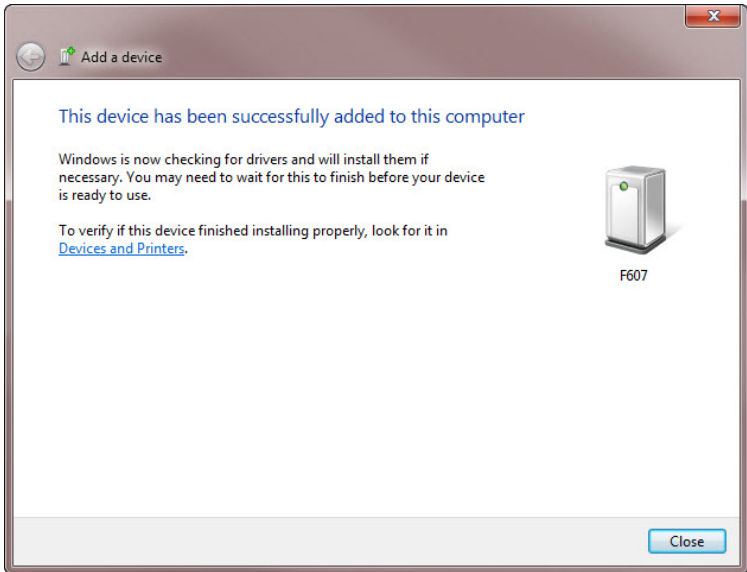 Add a device
This device has been successfully added to this computer
Windows is now checking for drivers and will install them if
necessary. You may need to wait for this to finish before your device
is ready to use.
To verify if this device finished installing properly, look for it in
Devices and Printers.
F607
Close